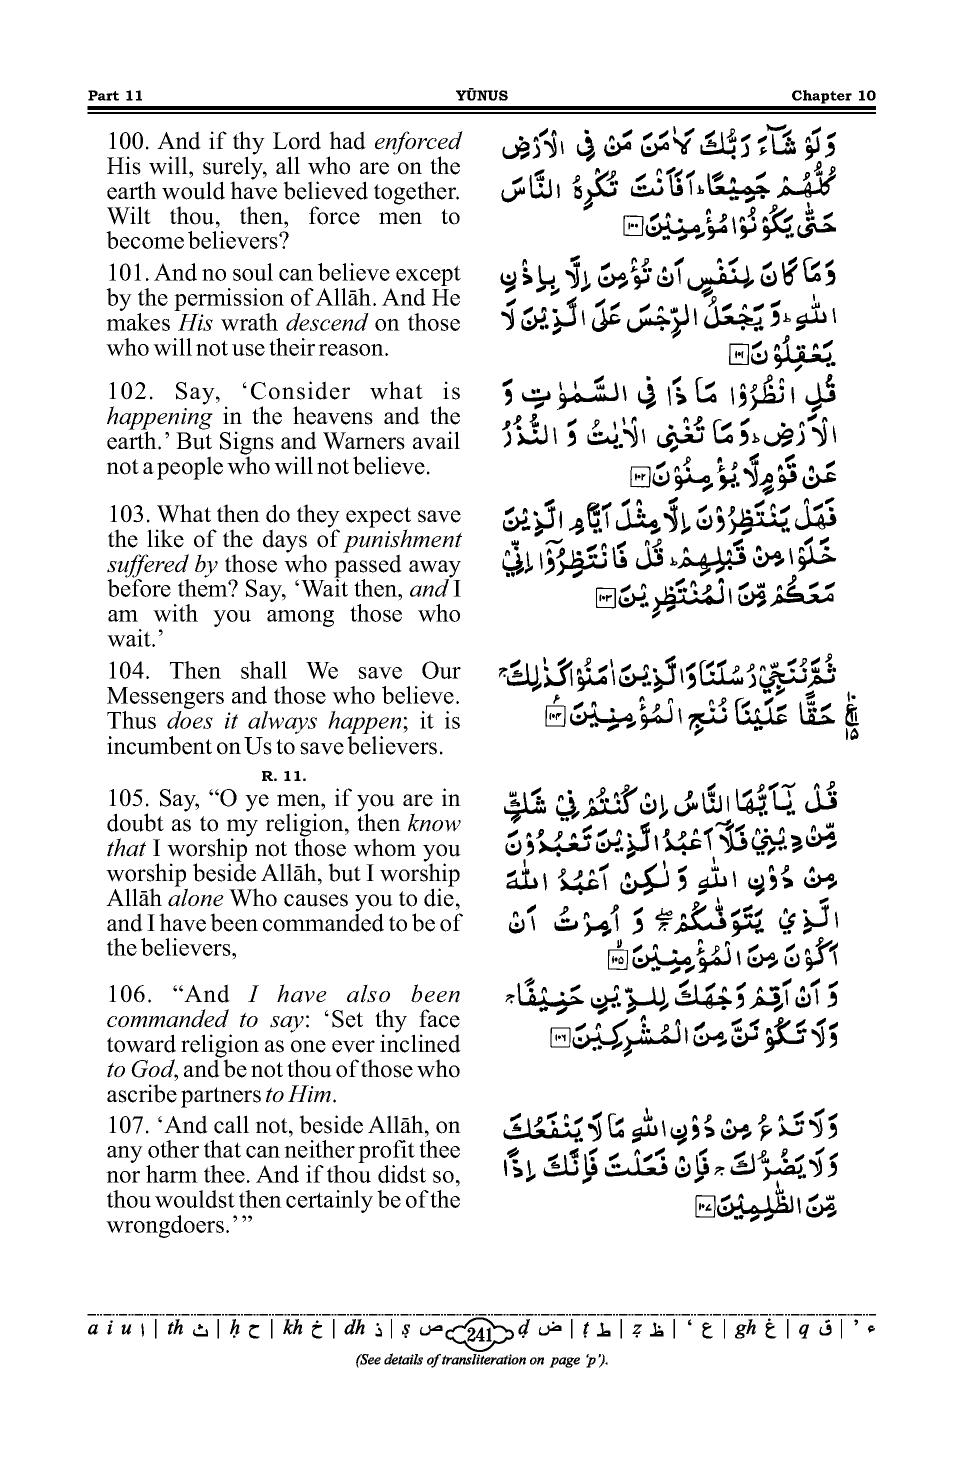 Part 11 YŪNUS Chapter 10
100. And if thy Lord had enforced
His will, surely, all who are on the
earth would have believed together.
Wilt thou, then, force men to
become believers?
وَ لَوْ شَآءَ رَبُّكَ لَاٰمَنَ مَنْ فِى الْاَرْضِ
كُلُّهُمْ جَمِيْعًا ؕ اَفَاَنْتَ تُكْرِهُ النَّاسَ
حَتّٰى يَكُوْنُوْا مُؤْمِنِيْنَ ۝۱۰۰
101. And no soul can believe except
by the permission of Allāh. And He
makes His wrath descend on those
who will not use their reason.
وَ مَا كَانَ لِنَفْسٍ اَنْ تُؤْمِنَ اِلَّا بِاِذْنِ
اللّٰهِ ؕ وَ يَجْعَلُ الرِّجْسَ عَلَى الَّذِيْنَ لَا
يَعْقِلُوْنَ ۝۱۰۱
102. Say, ‘Consider what is
happening in the heavens and the
earth.’ But Signs and Warners avail
not a people who will not believe.
قُلِ انْظُرُوْا مَا ذَا فِى السَّمٰوٰتِ وَ
الْاَرْضِ ؕ وَ مَا تُغْنِى الْاٰيٰتُ وَ النُّذُرُ
عَنْ قَوْمٍ لَّا يُؤْمِنُوْنَ ۝۱۰۲
103. What then do they expect save
the like of the days of punishment
suffered by those who passed away
before them? Say, ‘Wait then, and I
am with you among those who
wait.’
فَهَلْ يَنْتَظِرُوْنَ اِلَّا مِثْلَ اَيَّامِ الَّذِيْنَ
خَلَوْا مِنْ قَبْلِهِمْ ؕ قُلْ فَانْتَظِرُوْۤا اِنِّيْ
مَعَكُمْ مِّنَ الْمُنْتَظِرِيْنَ ۝۱۰۳
104. Then shall We save Our
Messengers and those who believe.
Thus does it always happen; it is
incumbent on Us to save believers.
ثُمَّ نُنَجِّيْ رُسُلَنَا وَ الَّذِيْنَ اٰمَنُوْا كَذٰلِكَ ۚ
حَقًّا عَلَيْنَا نُنْجِ الْمُؤْمِنِيْنَ ۝۱۰۴
R. 11.
105. Say, “O ye men, if you are in
doubt as to my religion, then know
that I worship not those whom you
worship beside Allāh, but I worship
Allāh alone Who causes you to die,
and I have been commanded to be of
the believers,
قُلْ يٰۤاَيُّهَا النَّاسُ اِنْ كُنْتُمْ فِيْ شَكٍّ
مِّنْ دِيْنِيْ فَلَاۤ اَعْبُدُ الَّذِيْنَ تَعْبُدُوْنَ
مِنْ دُوْنِ اللّٰهِ وَ لٰكِنْ اَعْبُدُ اللّٰهَ
الَّذِيْ يَتَوَفّٰىكُمْ ۖۚ وَ اُمِرْتُ اَنْ
اَكُوْنَ مِنَ الْمُؤْمِنِيْنَ ۝۱۰۵
106. “And I have also been
commanded to say: ‘Set thy face
toward religion as one ever inclined
to God, and be not thou of those who
ascribe partners to Him.
وَ اَنْ اَقِمْ وَجْهَكَ لِلدِّيْنِ حَنِيْفًا ۚ
وَلَا تَكُوْنَنَّ مِنَ الْمُشْرِكِيْنَ ۝۱۰۶
107. ‘And call not, beside Allāh, on
any other that can neither profit thee
nor harm thee. And if thou didst so,
thou wouldst then certainly be of the
wrongdoers.’ ”
وَلَا تَدْعُ مِنْ دُوْنِ اللّٰهِ مَا لَا يَنْفَعُكَ
وَلَا يَضُرُّكَ ۚ فَاِنْ فَعَلْتَ فَاِنَّكَ اِذًا
مِّنَ الظّٰلِمِيْنَ ۝۱۰۷
a i u ا | th ث | ḥ ح | kh خ | dh ذ | ṣ ص 241 ḍ ض | ṭ ط | ẓ ظ | ‘ ع | gh غ | q ق | ’ ء
(See details of transliteration on page ‘p’).